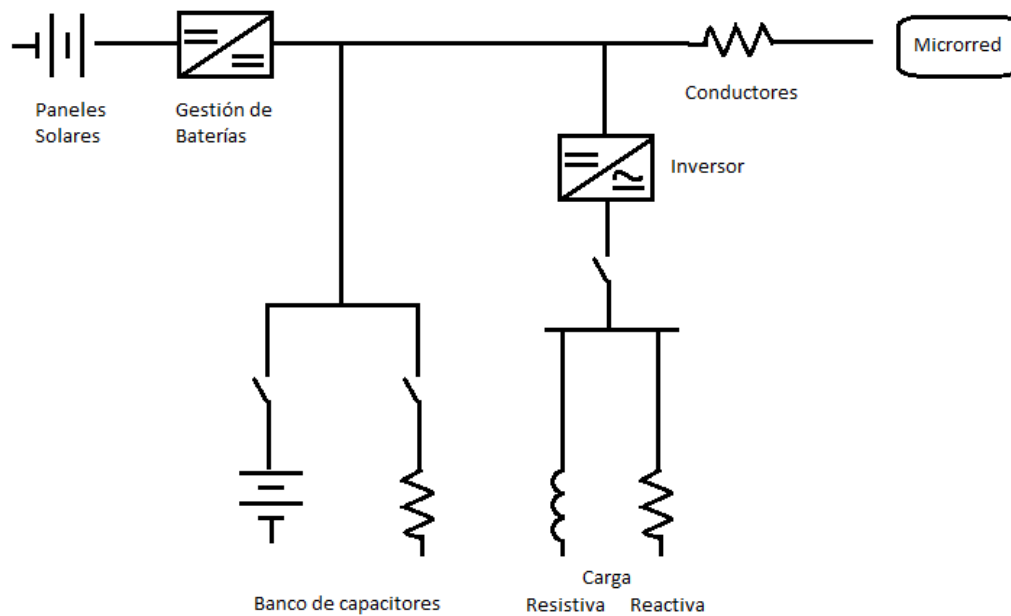 Microrred
Paneles
Solares
Gestión de
Baterías
Conductores
Inversor
Banco de capacitores
Carga
Resistiva Reactiva